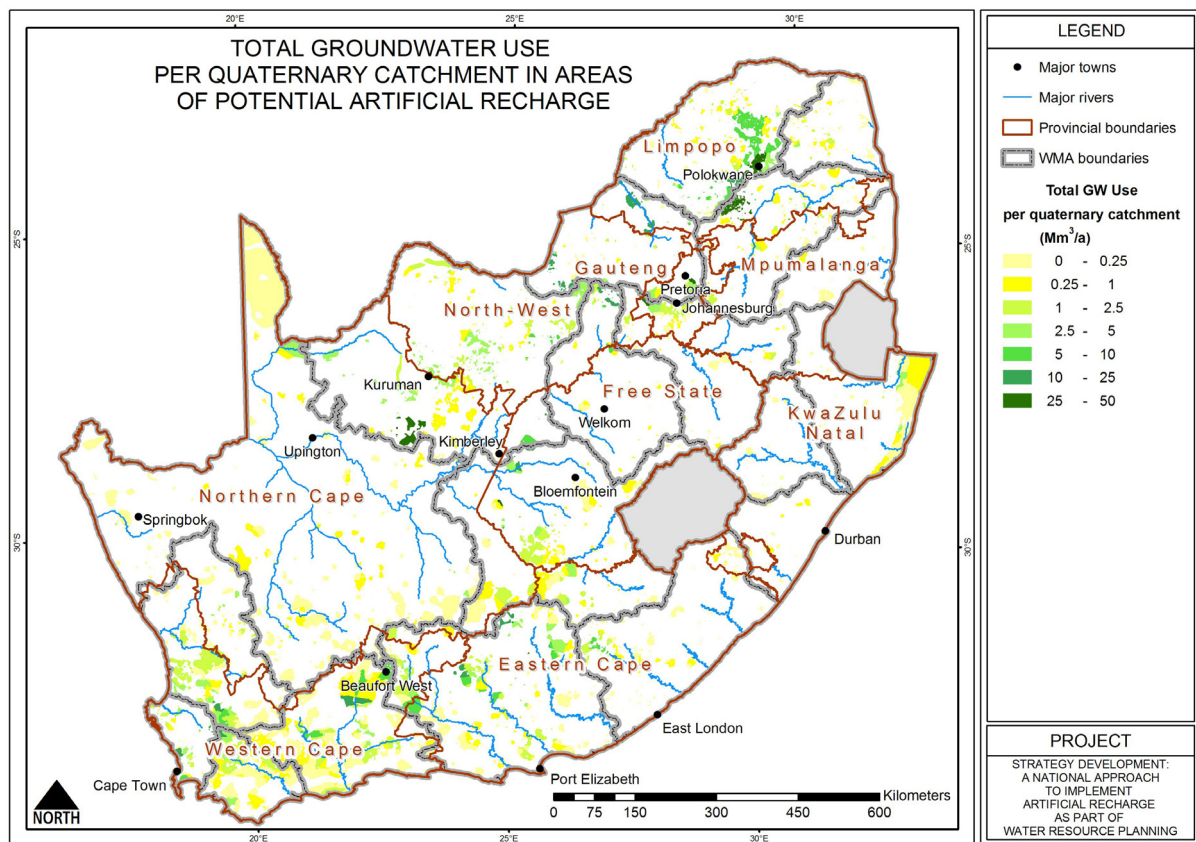 20°E
25°E
30°E
TOTAL GROUNDWATER USE
PER QUATERNARY CATCHMENT IN AREAS
OF POTENTIAL ARTIFICIAL RECHARGE
Limpopo
Polokwane
25°S
25°S
Gauteng
Mpumalanga
Pretoria
Johannesburg
North-West
Kuruman
Free State
Welkom
KwaZulu
Natal
Kimberley
Upington
Bloemfontein
Northern Cape
Springbok
Durban
30°S
30°S
Eastern Cape
Beaufort West
East London
Western Cape
Cape Town
Port Elizabeth
NORTH
Kilometers
0 75 150 300 450 600
20°E
25°E
30°E
LEGEND
Major towns
Major rivers
Provincial boundaries
WMA boundaries
Total GW Use
per quaternary catchment
(Mm³/a)
0 - 0.25
0.25 - 1
1 - 2.5
2.5 - 5
5 - 10
10 - 25
25 - 50
PROJECT
STRATEGY DEVELOPMENT:
A NATIONAL APPROACH
TO IMPLEMENT
ARTIFICIAL RECHARGE
AS PART OF
WATER RESOURCE PLANNING